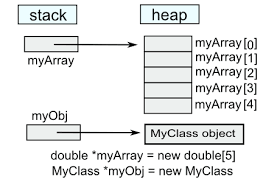 stack heap
myArray[0]
myArray[1]
myArray[2]
myArray[3]
myArray[4]
myArray
myObj
MyClass object
double *myArray = new double[5]
MyClass *myObj = new MyClass